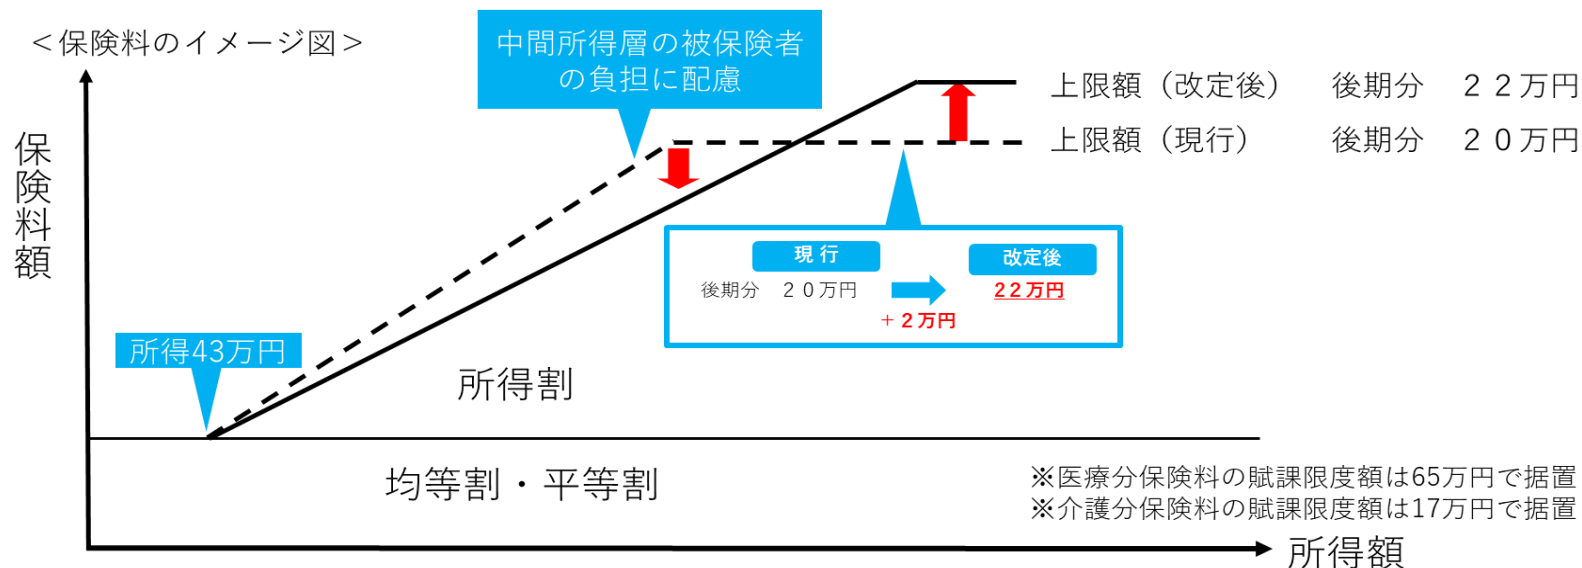 ＜保険料のイメージ図＞
中間所得層の被保険者
の負担に配慮
上限額（改定後）　後期分　２２万円
上限額（現行）　後期分　２０万円
保険料額
現 行
改定後
後期分　２０万円
２２万円
＋２万円
所得43万円
所得割
均等割・平等割
※医療分保険料の賦課限度額は65万円で据置
※介護分保険料の賦課限度額は17万円で据置
所得額